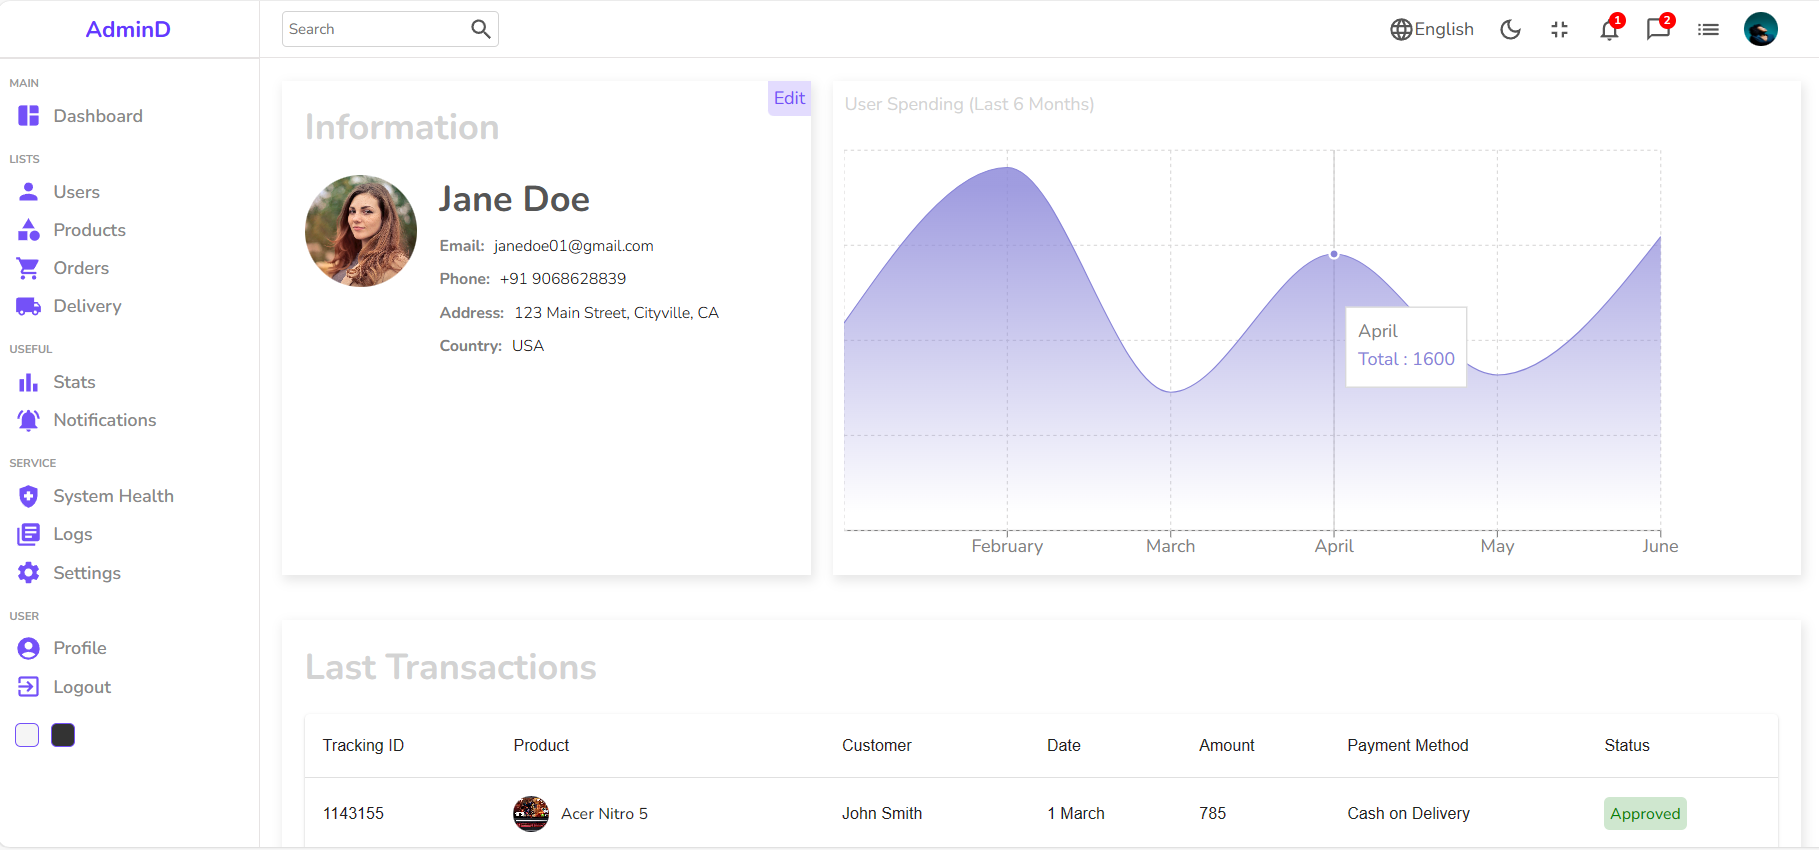 AdminD
Search
English
1
2
MAIN
Dashboard
LISTS
Users
Products
Orders
Delivery
USEFUL
Stats
Notifications
SERVICE
System Health
Logs
Settings
USER
Profile
Logout
Edit
Information
Jane Doe
Email: janedoe01@gmail.com
Phone: +91 9068628839
Address: 123 Main Street, Cityville, CA
Country: USA
User Spending (Last 6 Months)
April
Total : 1600
February March April May June
Last Transactions
Tracking ID Product Customer Date Amount Payment Method Status
1143155 Acer Nitro 5 John Smith 1 March 785 Cash on Delivery Approved